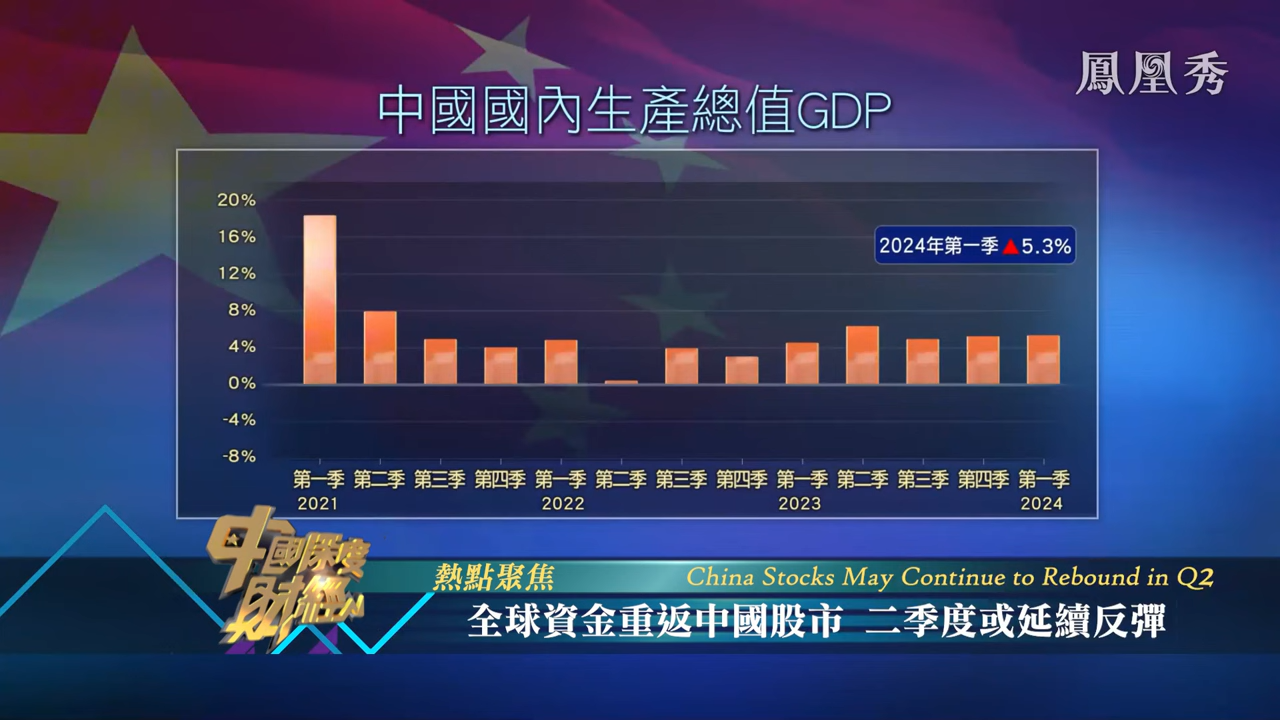 鳳凰秀
中國國內生產總值GDP
20%
16%
12%
8%
4%
0%
-4%
-8%
2024年第一季▲5.3%
第一季 第二季 第三季 第四季 第一季 第二季 第三季 第四季 第一季 第二季 第三季 第四季 第一季
2021 2022 2023 2024
中國深度
財經
熱點聚焦 China Stocks May Continue to Rebound in Q2
全球資金重返中國股市 二季度或延續反彈